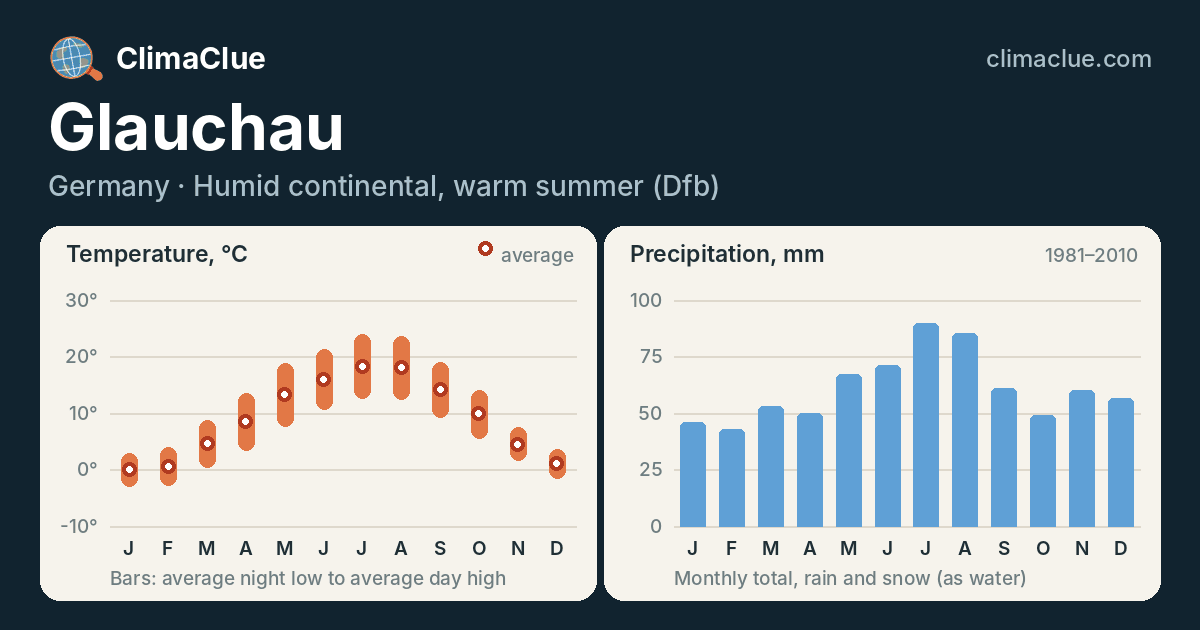 ClimaClue
climaclue.com
Glauchau
Germany · Humid continental, warm summer (Dfb)
Temperature, °C
average
30°
20°
10°
0°
-10°
J F M A M J J A S O N D
Bars: average night low to average day high
Precipitation, mm
1981–2010
100
75
50
25
0
J F M A M J J A S O N D
Monthly total, rain and snow (as water)